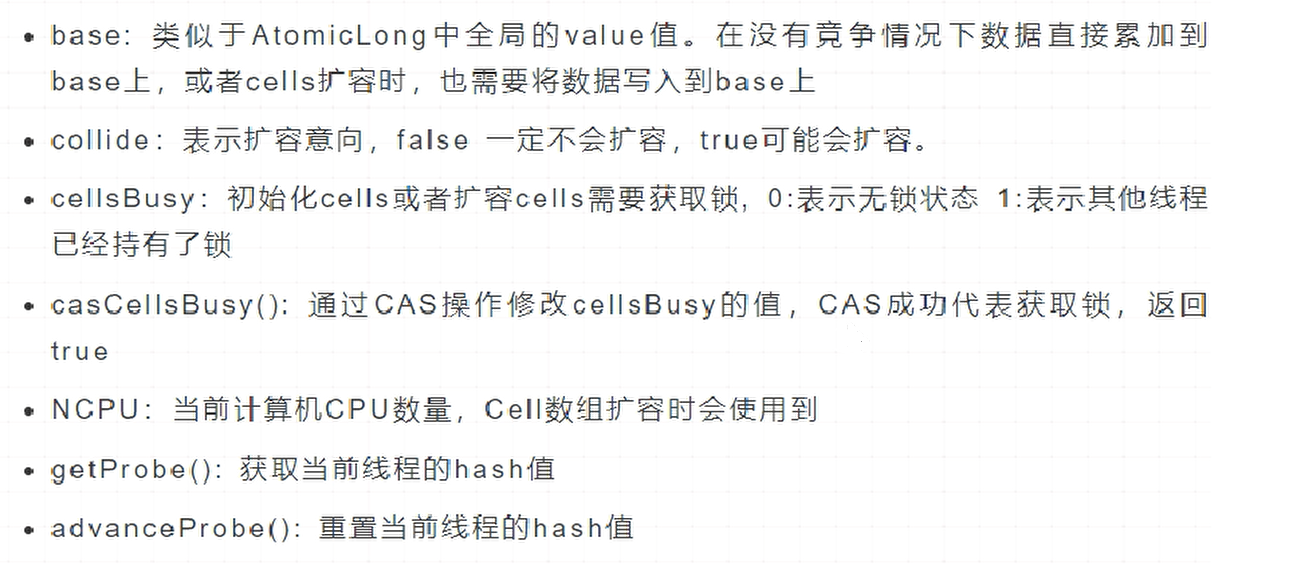 base：类似于AtomicLong中全局的value值。在没有竞争情况下数据直接累加到
base上，或者cells扩容时，也需要将数据写入到base上
collide：表示扩容意向，false 一定不会扩容，true可能会扩容。
cellsBusy：初始化cells或者扩容cells需要获取锁，0:表示无锁状态 1:表示其他线程
已经持有了锁
casCellsBusy()：通过CAS操作修改cellsBusy的值，CAS成功代表获取锁，返回
true
NCPU：当前计算机CPU数量，Cell数组扩容时会使用到
getProbe()：获取当前线程的hash值
advanceProbe()：重置当前线程的hash值